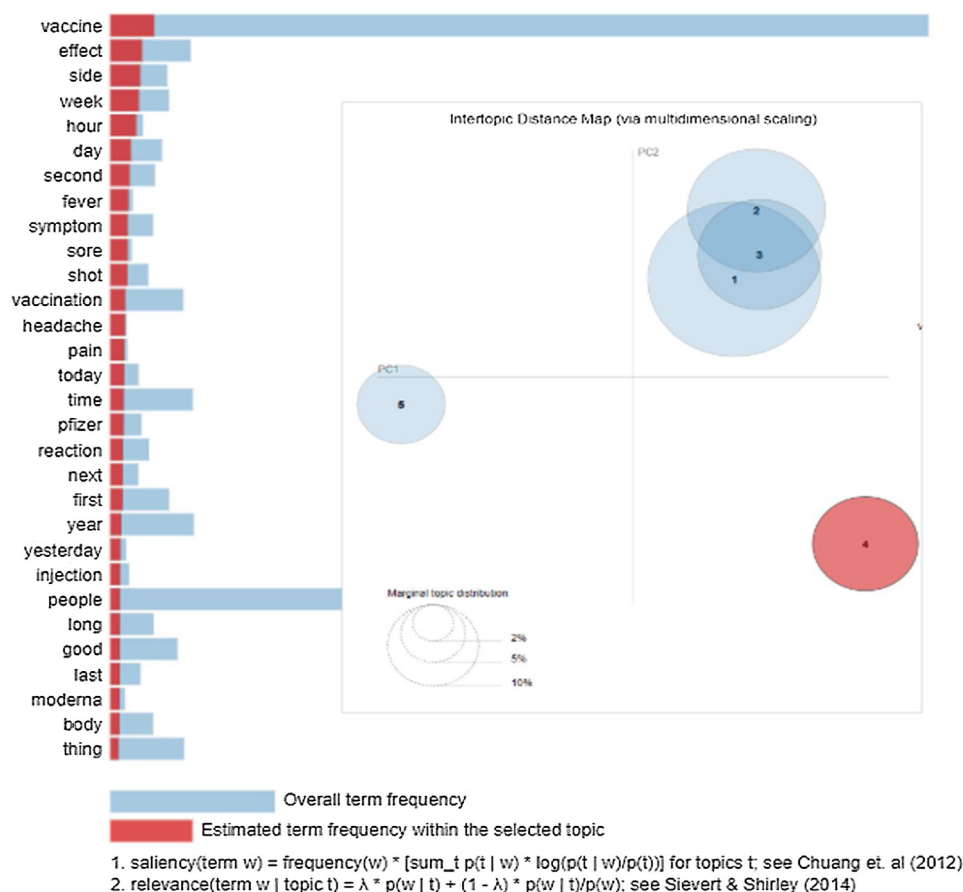 vaccine
effect
side
week
hour
day
second
fever
symptom
sore
shot
vaccination
headache
pain
today
time
pfizer
reaction
next
first
year
yesterday
injection
people
long
good
last
moderna
body
thing
Intertopic Distance Map (via multidimensional scaling)
PC2
2
3
1
PC1
5
4
Marginal topic distribution
2%
5%
10%
Overall term frequency
Estimated term frequency within the selected topic
1. saliency(term w) = frequency(w) * [sum_t p(t | w) * log(p(t | w)/p(t))] for topics t; see Chuang et. al (2012)
2. relevance(term w | topic t) = λ * p(w | t) + (1 - λ) * p(w | t)/p(w); see Sievert & Shirley (2014)